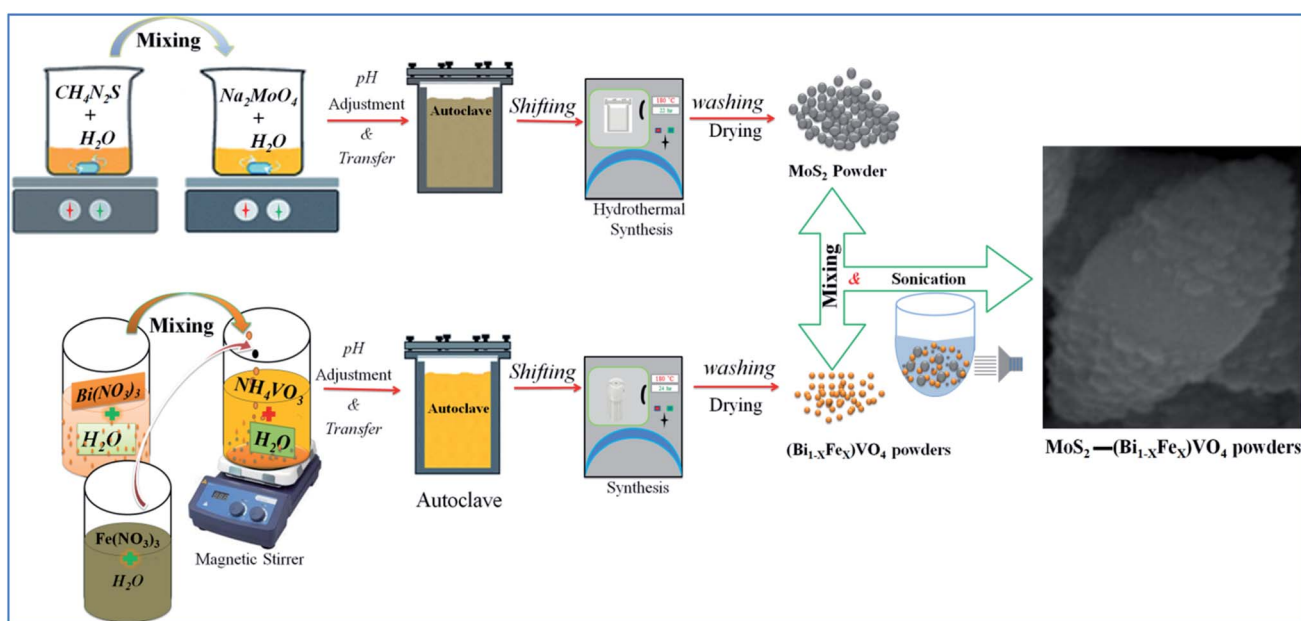 Mixing
CH₄N₂S
+
H₂O
Na₂MoO₄
+
H₂O
pH
Adjustment
&
Transfer
Autoclave
Shifting
180 °C
Hydrothermal
Synthesis
washing
Drying
MoS₂ Powder
Mixing
Bi(NO₃)₃
+
H₂O
NH₄VO₃
+
H₂O
Fe(NO₃)₃
+
H₂O
Magnetic Stirrer
pH
Adjustment
&
Transfer
Autoclave
Autoclave
Shifting
180 °C
24 hr
Synthesis
washing
Drying
(Bi₁₋ₓFeₓ)VO₄ powders
Mixing
&
Sonication
MoS₂—(Bi₁₋ₓFeₓ)VO₄ powders